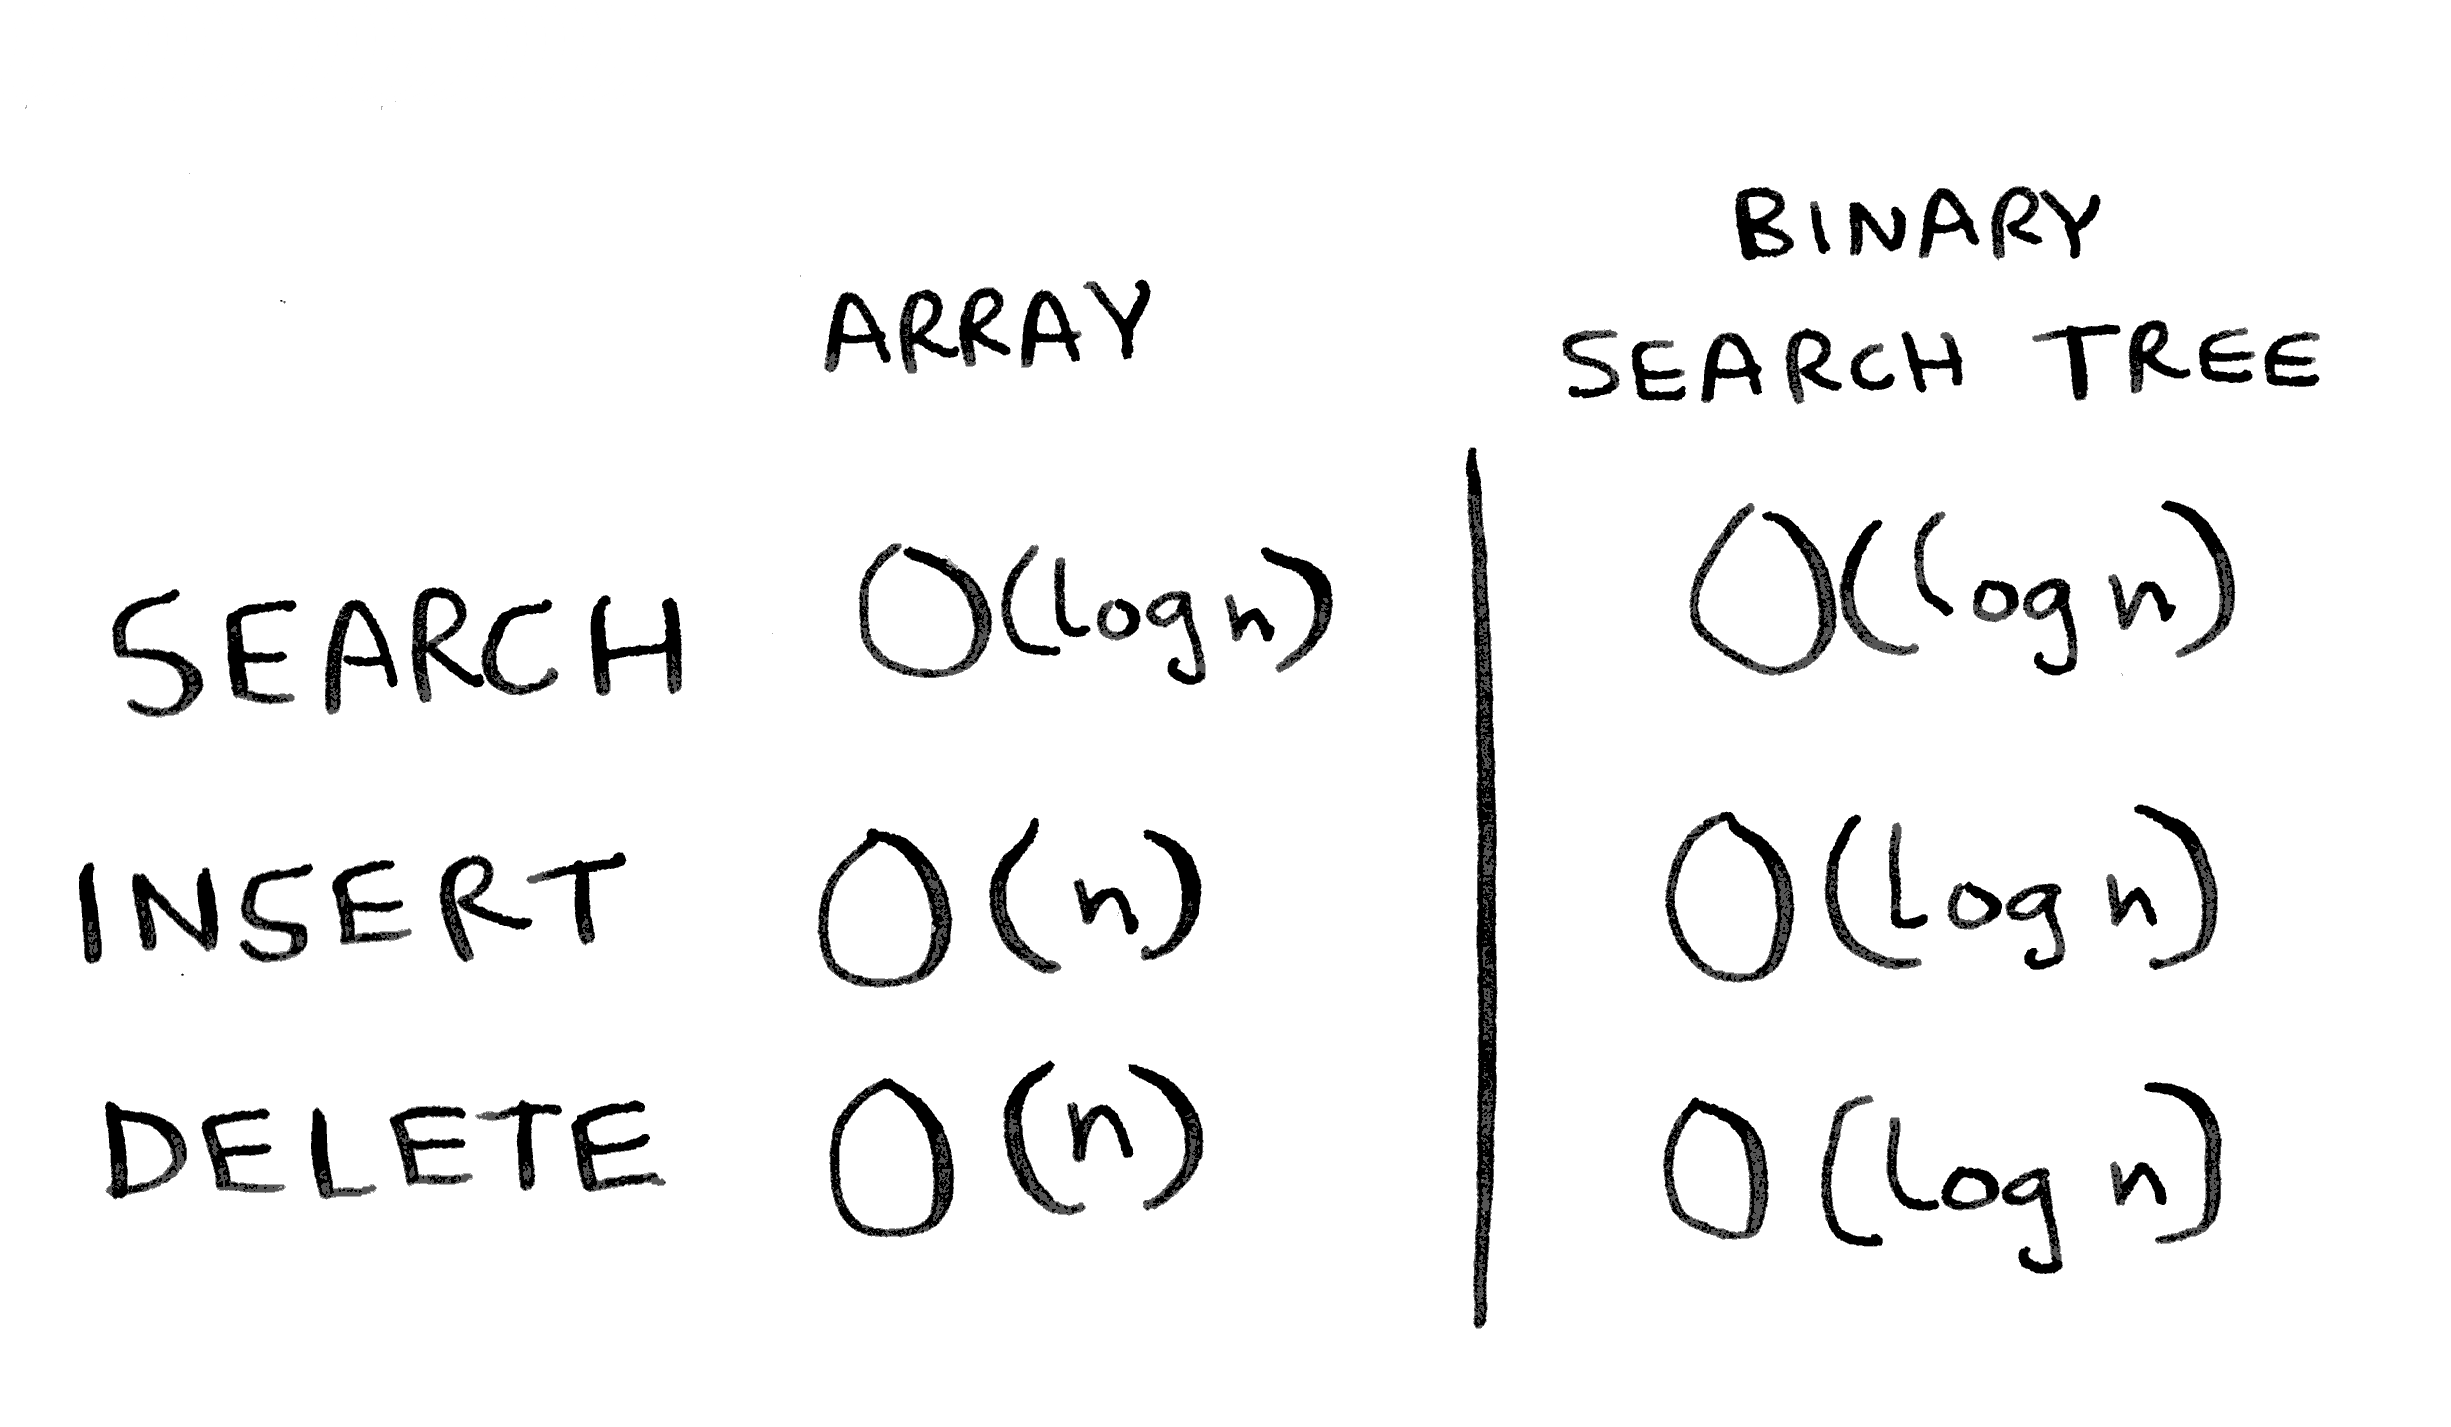 BINARY
ARRAY SEARCH TREE
SEARCH O(log n) O(log n)
INSERT O(n) O(log n)
DELETE O(n) O(log n)